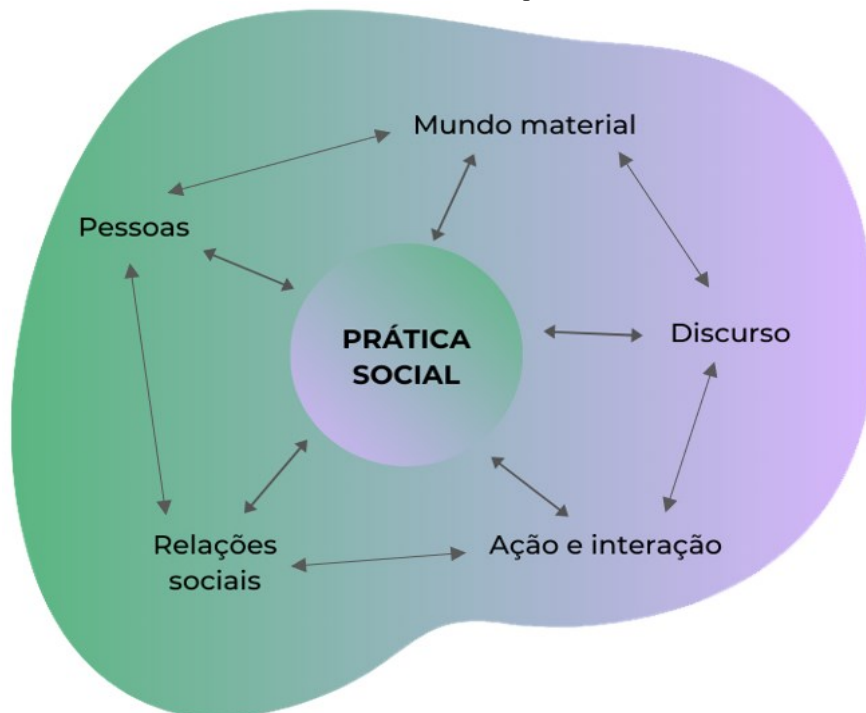 Mundo material
Pessoas
PRÁTICA
SOCIAL
Discurso
Relações
sociais
Ação e interação